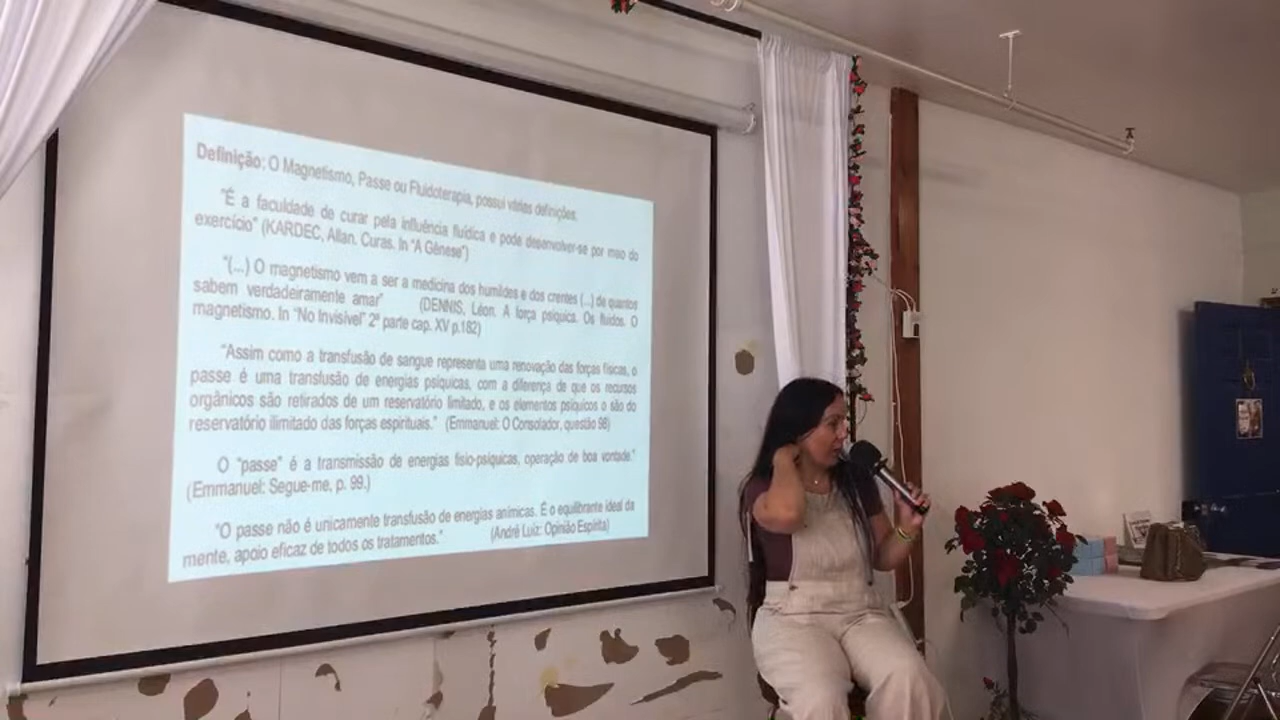 Definição: O Magnetismo, Passe ou Fluidoterapia, possui várias definições:
"É a faculdade de curar pela influência fluídica e pode desenvolver-se por meio do
exercício" (KARDEC, Allan. Curas. In "A Gênese")
"(...) O magnetismo vem a ser a medicina dos humildes e dos crentes (...) de quantos
sabem verdadeiramente amar" (DENNIS, Léon. A força psíquica. Os fluidos. O
magnetismo. In "No Invisível" 2ª parte cap. XV p.182)
"Assim como a transfusão de sangue representa uma renovação das forças físicas, o
passe é uma transfusão de energias psíquicas, com a diferença de que os recursos
orgânicos são retirados de um reservatório limitado, e os elementos psíquicos o são do
reservatório ilimitado das forças espirituais." (Emmanuel: O Consolador, questão 98)
O "passe" é a transmissão de energias fisio-psíquicas, operação de boa vontade."
(Emmanuel: Segue-me, p. 99.)
"O passe não é unicamente transfusão de energias anímicas. É o equilibrante ideal da
mente, apoio eficaz de todos os tratamentos." (André Luiz: Opinião Espírita)